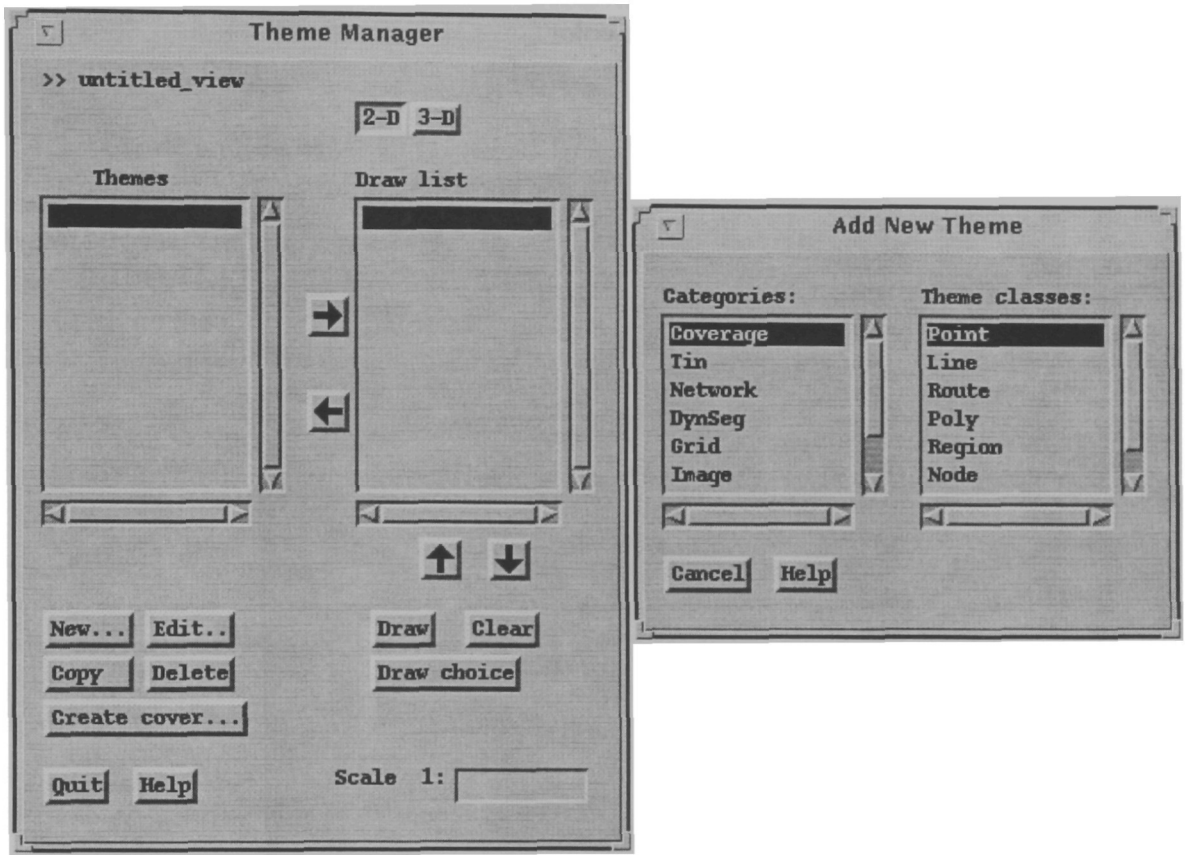 Theme Manager
>> untitled_view
2-D 3-D
Themes
Draw list
New... Edit..
Copy Delete
Create cover...
Draw Clear
Draw choice
Quit Help
Scale 1:
Add New Theme
Categories:
Coverage
Tin
Network
DynSeg
Grid
Image
Theme classes:
Point
Line
Route
Poly
Region
Node
Cancel Help